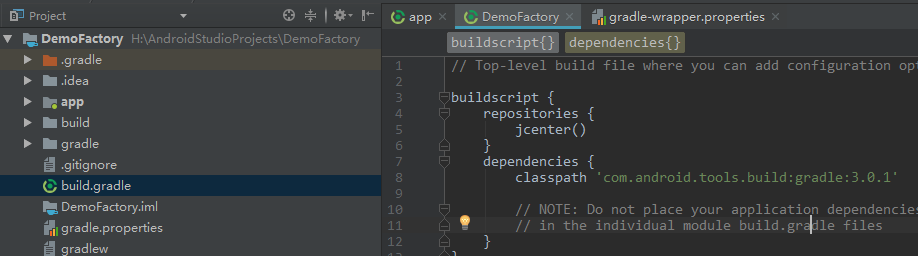 Project
DemoFactory H:\AndroidStudioProjects\DemoFactory
.gradle
.idea
app
build
gradle
.gitignore
build.gradle
DemoFactory.iml
gradle.properties
gradlew
app DemoFactory gradle-wrapper.properties
buildscript{} dependencies{}
1 // Top-level build file where you can add configuration opt
2
3 buildscript {
4 repositories {
5 jcenter()
6 }
7 dependencies {
8 classpath 'com.android.tools.build:gradle:3.0.1'
9
10 // NOTE: Do not place your application dependencies
11 // in the individual module build.gradle files
12 }
13 }